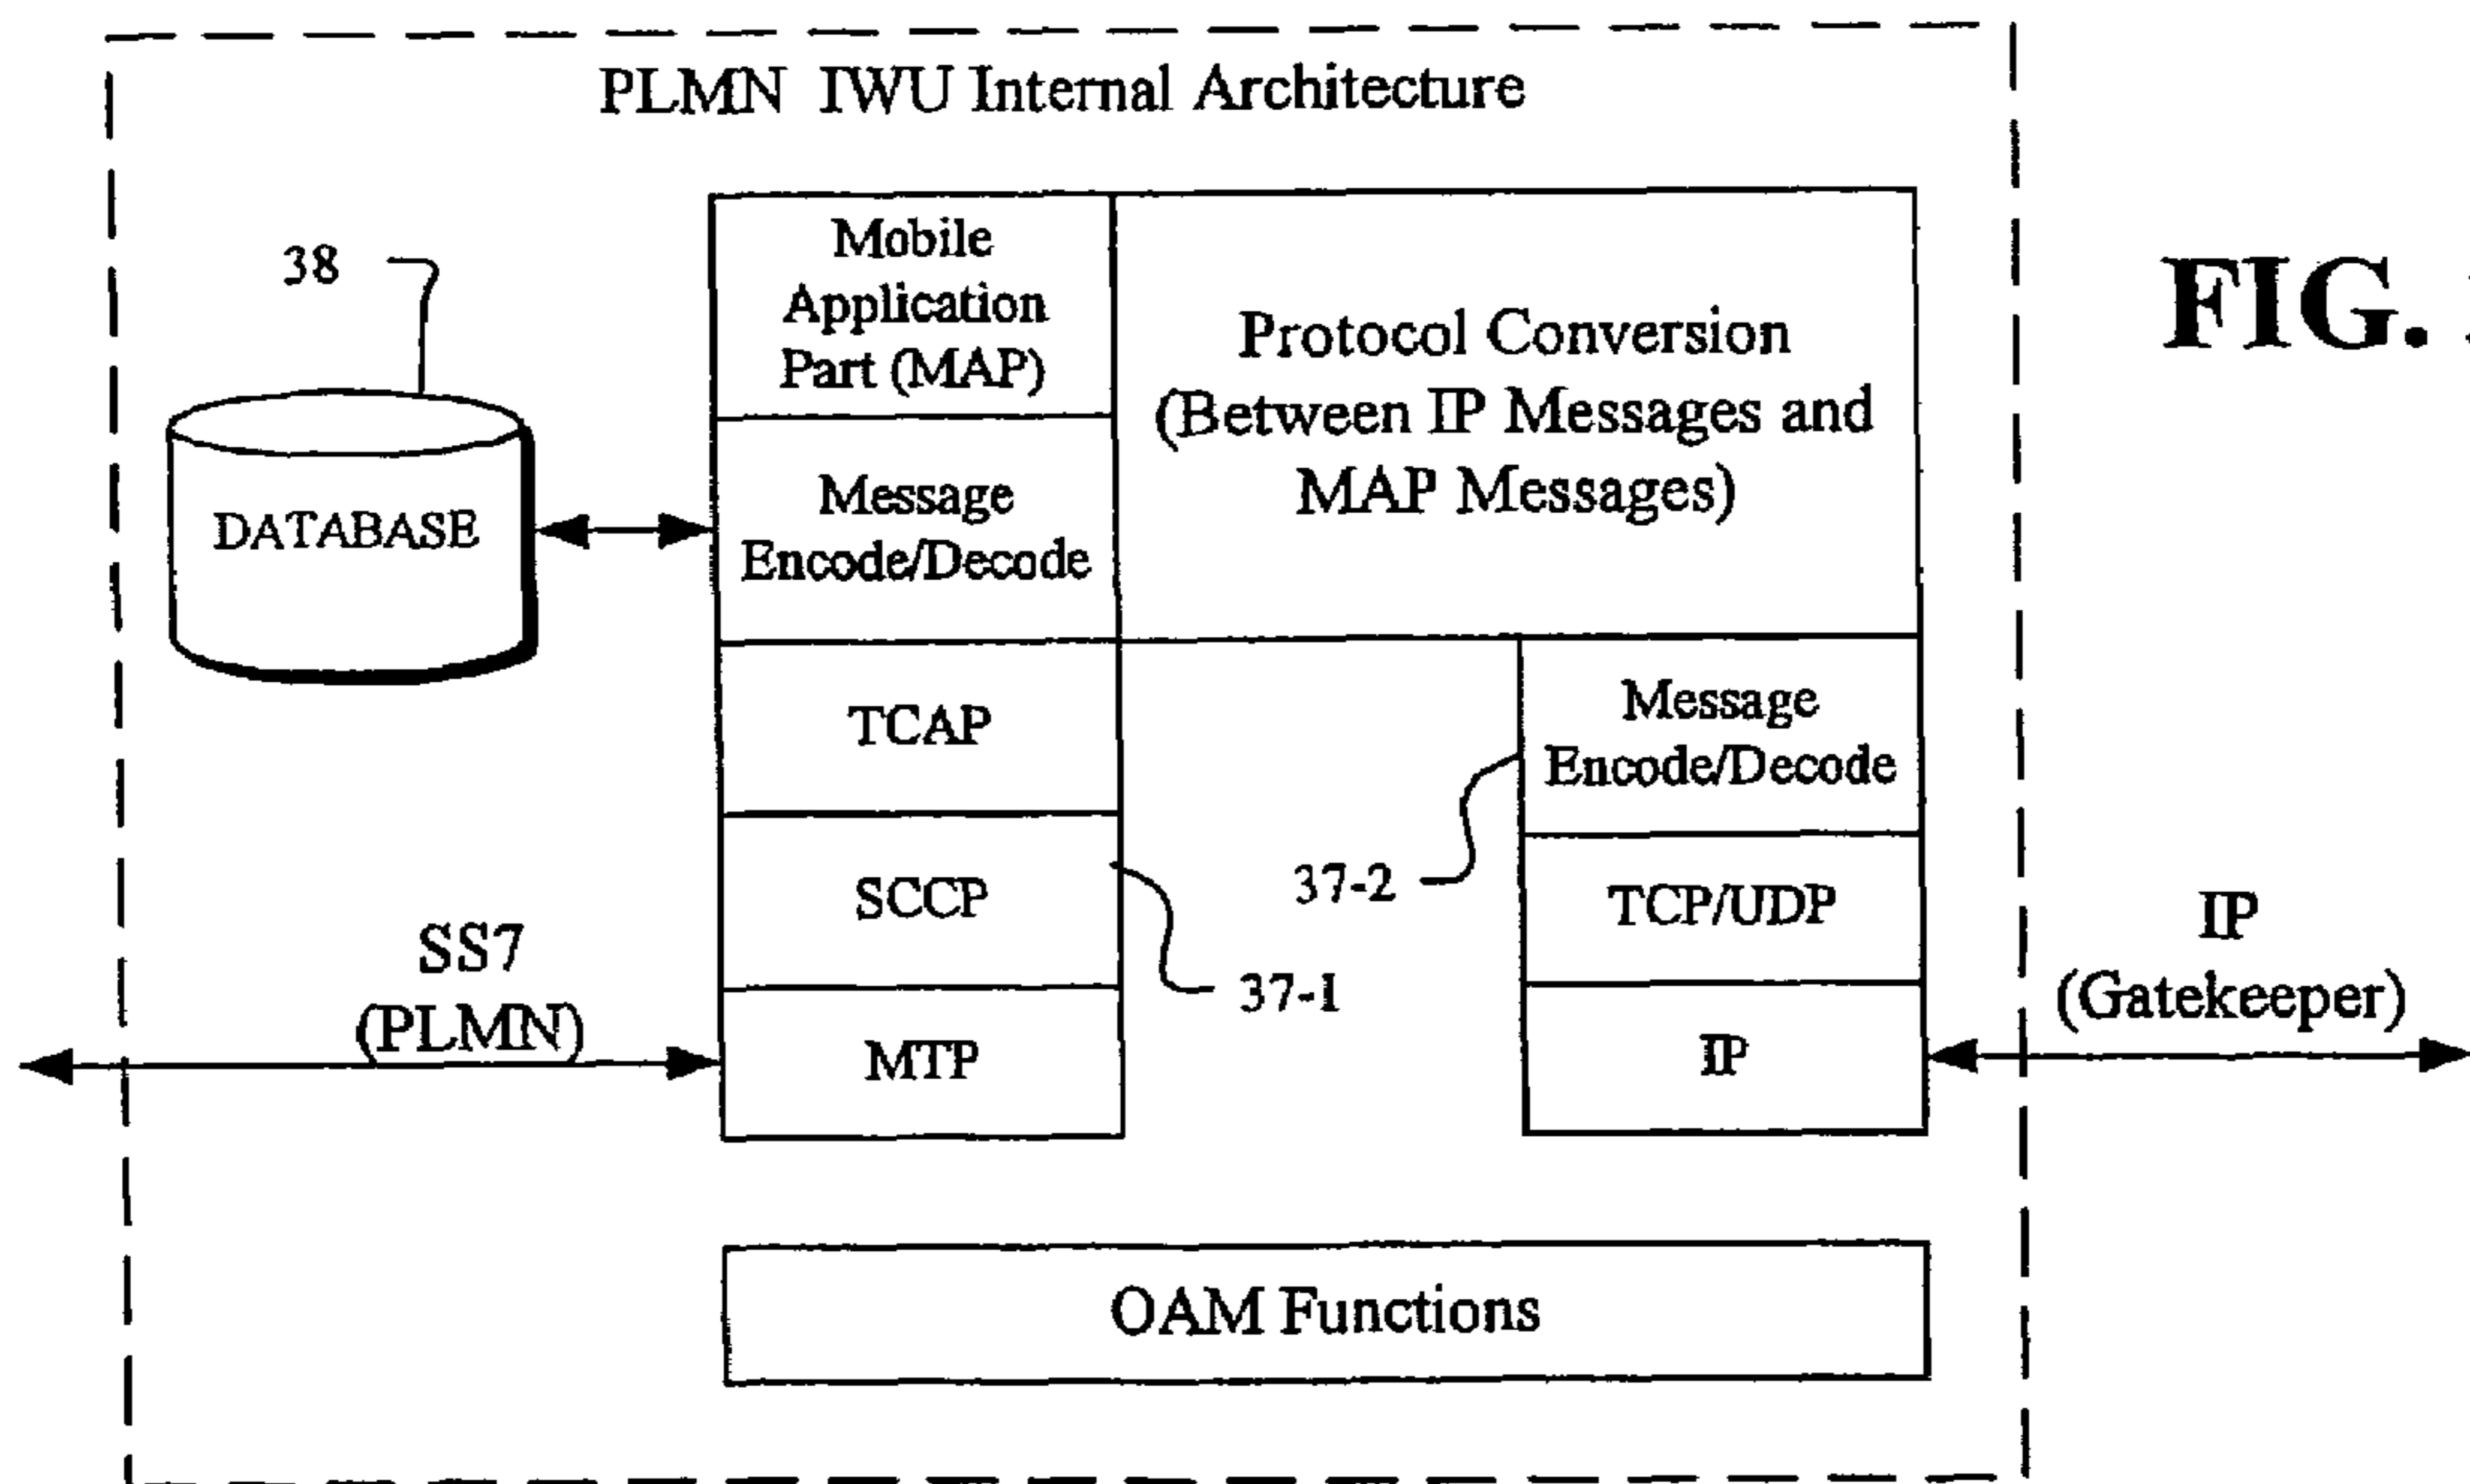 PLMN IWU Internal Architecture
38
Mobile
Application
Part (MAP)
Protocol Conversion
(Between IP Messages and
MAP Messages)
FIG.
DATABASE
Message
Encode/Decode
TCAP
Message
Encode/Decode
SCCP
37-2
TCP/UDP
37-1
SS7
(PLMN)
MTP
IP
IP
(Gatekeeper)
OAM Functions